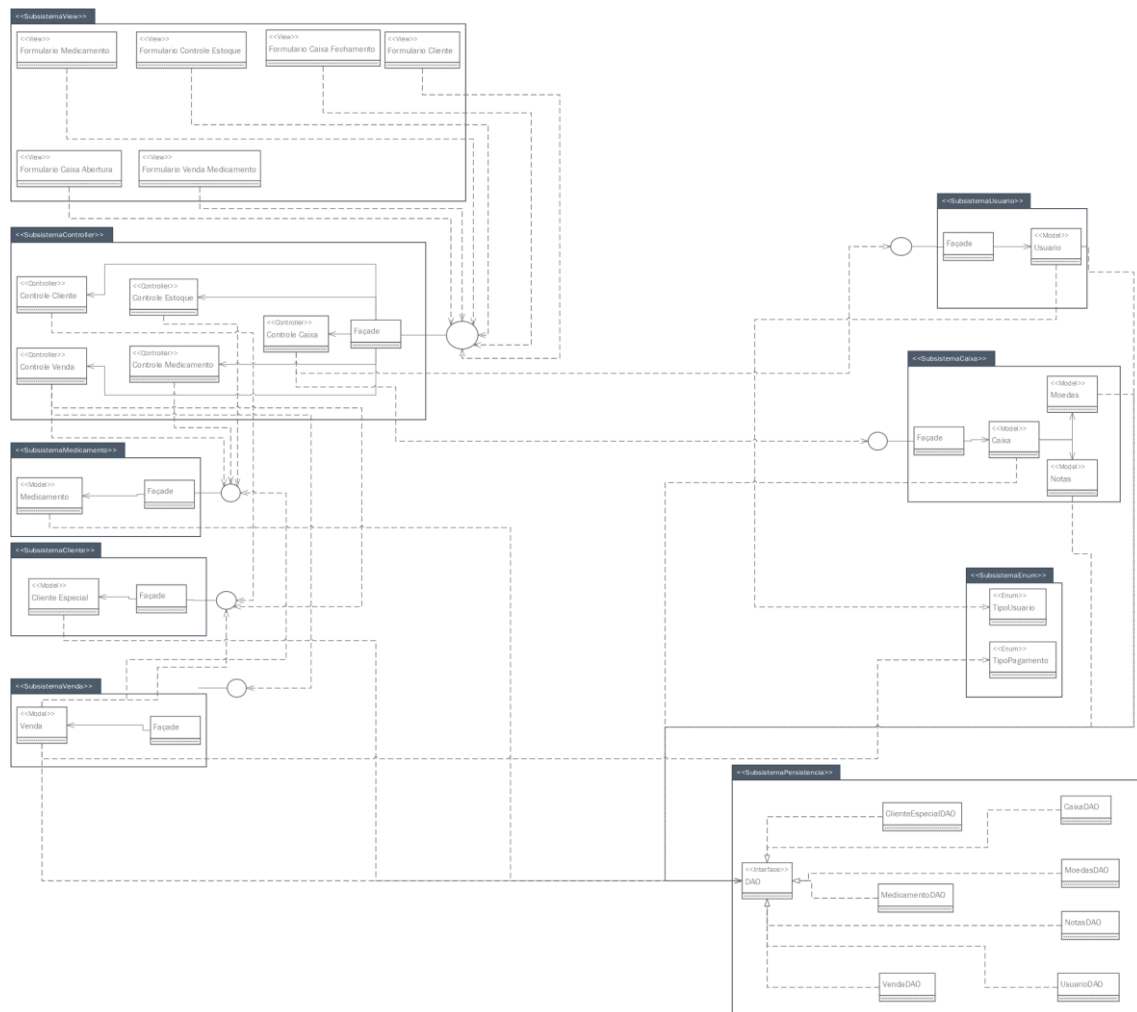 <<SubsistemaView>>
<<View>>
Formulario Medicamento
<<View>>
Formulario Controle Estoque
<<View>>
Formulario Caixa Fechamento
<<View>>
Formulario Cliente
<<View>>
Formulario Caixa Abertura
<<View>>
Formulario Venda Medicamento
<<SubsistemaController>>
<<Controller>>
Controle Cliente
<<Controller>>
Controle Estoque
<<Controller>>
Controle Caixa
Façade
<<Controller>>
Controle Venda
<<Controller>>
Controle Medicamento
<<SubsistemaUsuario>>
Façade
<<Model>>
Usuario
<<SubsistemaCaixa>>
<<Model>>
Moedas
Façade
<<Model>>
Caixa
<<Model>>
Notas
<<SubsistemaMedicamento>>
<<Model>>
Medicamento
Façade
<<SubsistemaCliente>>
<<Model>>
Cliente Especial
Façade
<<SubsistemaEnum>>
<<Enum>>
TipoUsuario
<<Enum>>
TipoPagamento
<<SubsistemaVenda>>
<<Model>>
Venda
Façade
<<SubsistemaPersistencia>>
ClienteEspecialDAO
CaixaDAO
<<Interface>>
DAO
MoedasDAO
MedicamentoDAO
NotasDAO
VendaDAO
UsuarioDAO